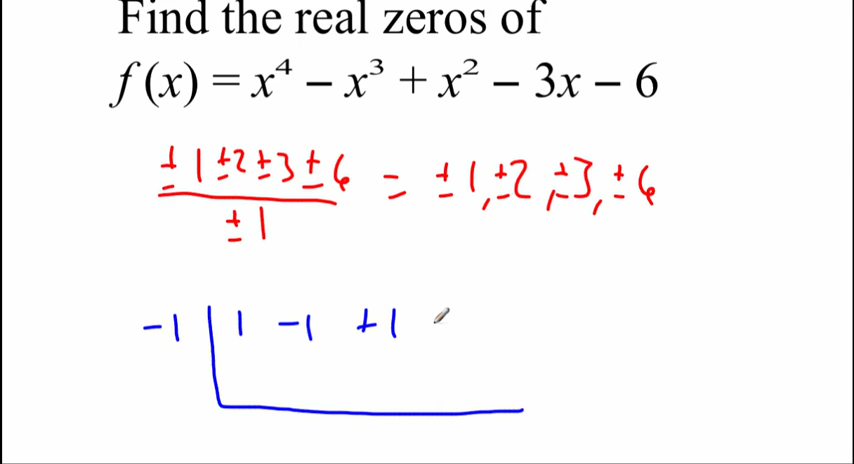 Find the real zeros of
f(x) = x⁴ − x³ + x² − 3x − 6
±1 ±2 ±3 ±6 = ±1, ±2, ±3, ±6
±1
-1 | 1 -1 +1